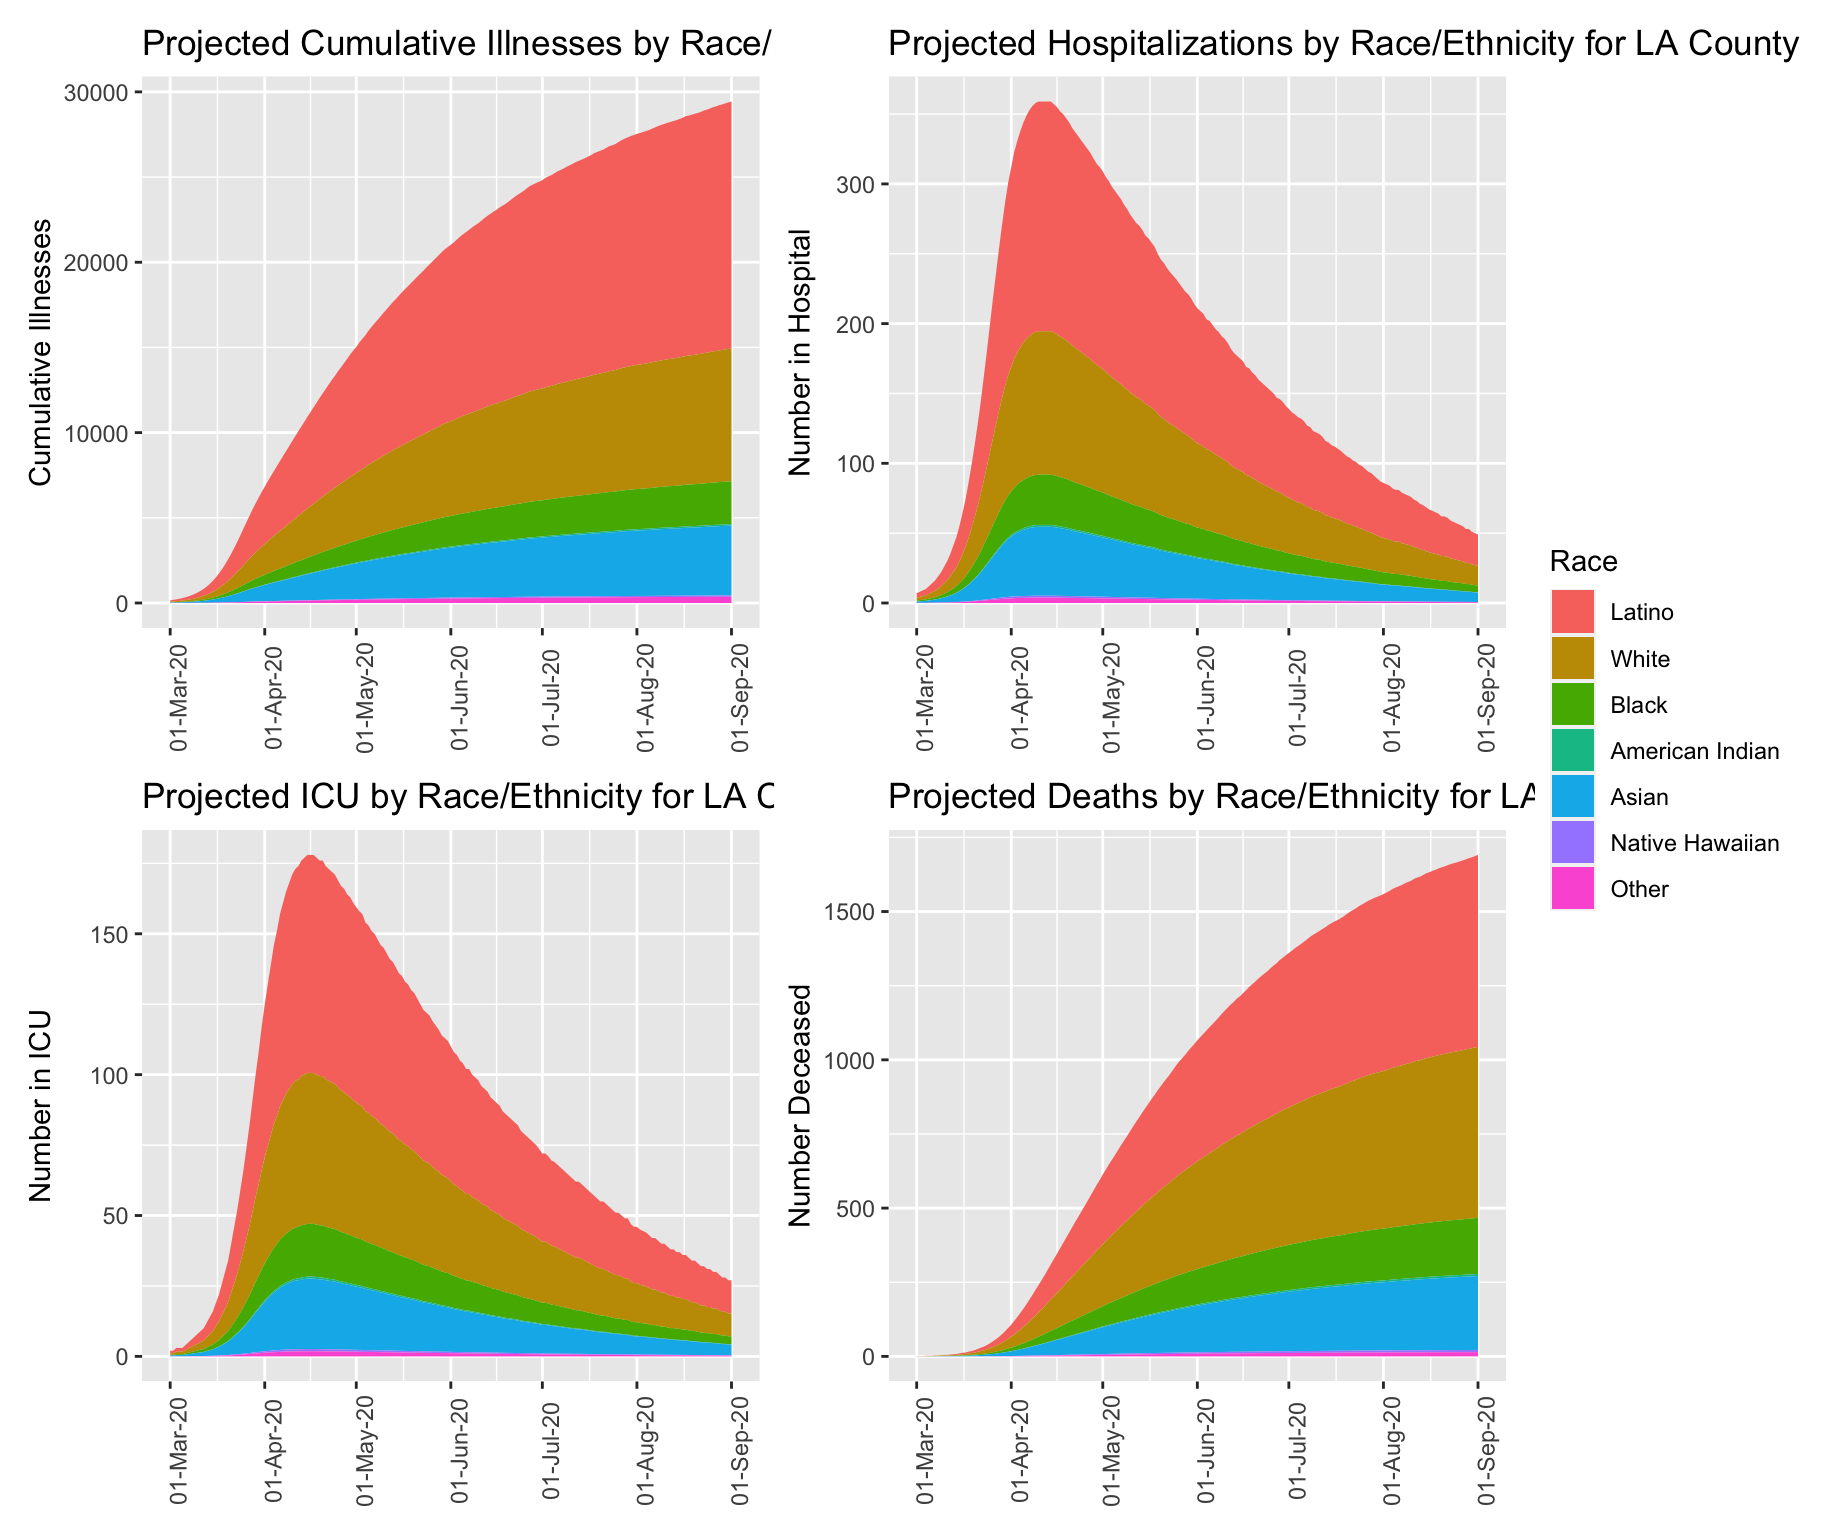 Projected Cumulative Illnesses by Race/
Cumulative Illnesses
30000
20000
10000
0
01-Mar-20
01-Apr-20
01-May-20
01-Jun-20
01-Jul-20
01-Aug-20
01-Sep-20
Projected Hospitalizations by Race/Ethnicity for LA County
Number in Hospital
300
200
100
0
01-Mar-20
01-Apr-20
01-May-20
01-Jun-20
01-Jul-20
01-Aug-20
01-Sep-20
Projected ICU by Race/Ethnicity for LA C
Number in ICU
150
100
50
0
01-Mar-20
01-Apr-20
01-May-20
01-Jun-20
01-Jul-20
01-Aug-20
01-Sep-20
Projected Deaths by Race/Ethnicity for LA
Number Deceased
1500
1000
500
0
01-Mar-20
01-Apr-20
01-May-20
01-Jun-20
01-Jul-20
01-Aug-20
01-Sep-20
Race
Latino
White
Black
American Indian
Asian
Native Hawaiian
Other